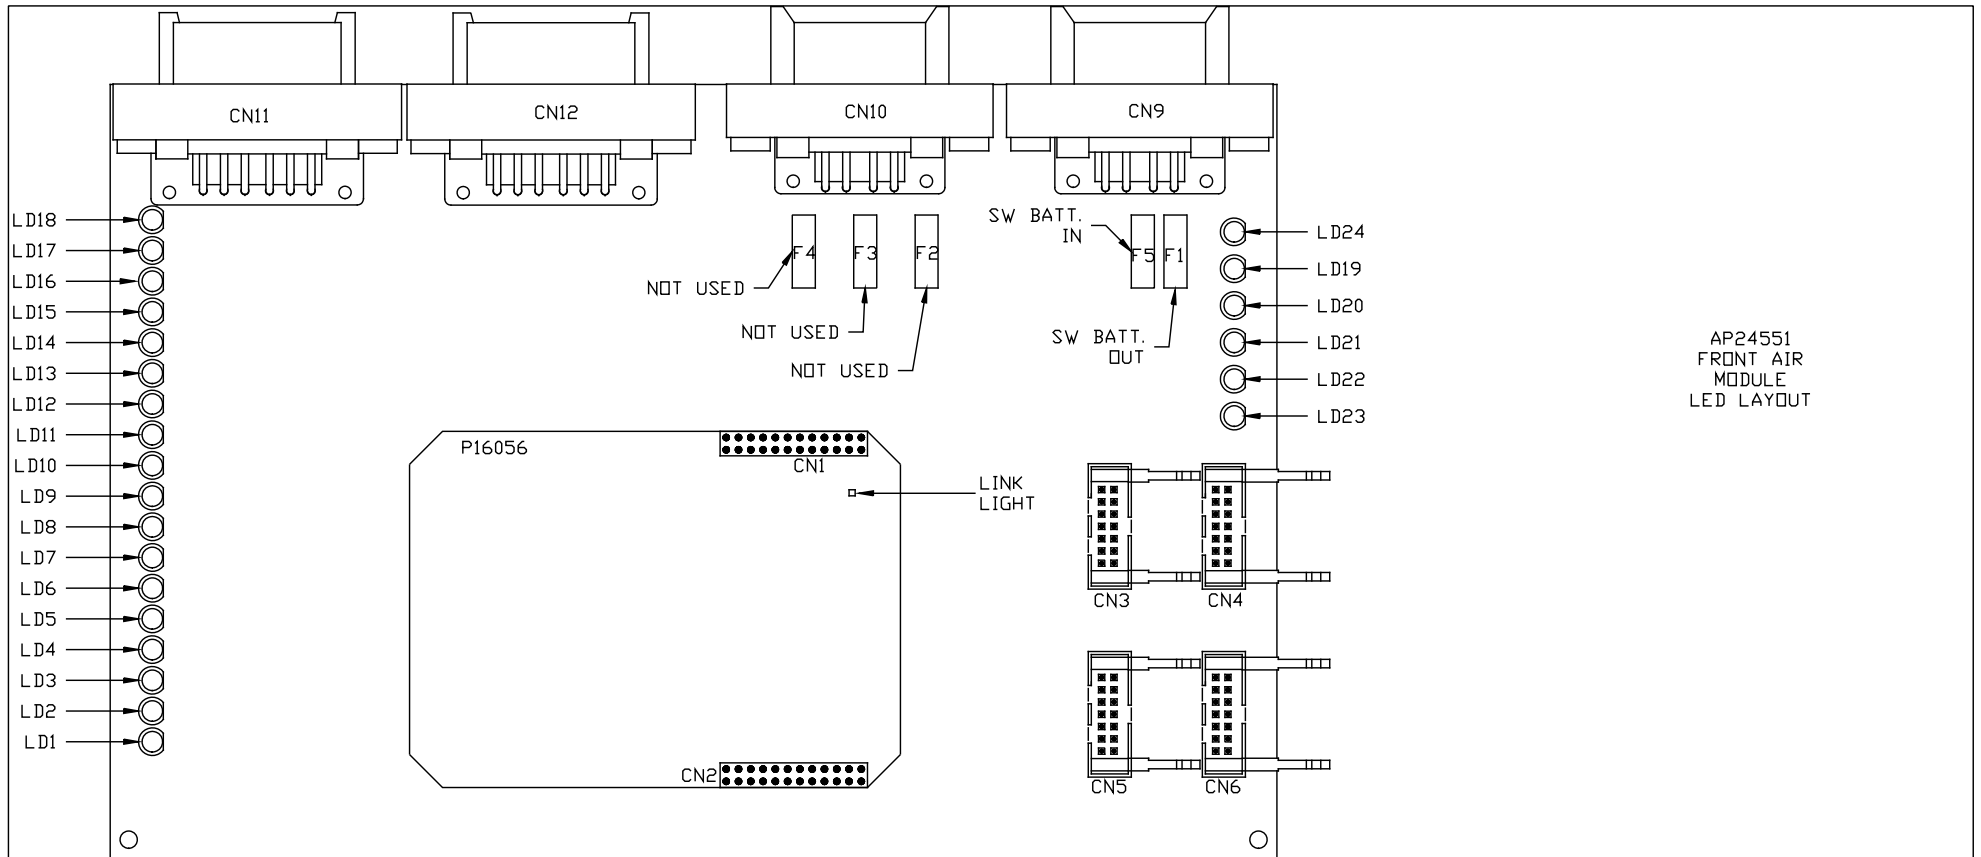 CN11
CN12
CN10
CN9
LD18
LD17
LD16
LD15
LD14
LD13
LD12
LD11
LD10
LD9
LD8
LD7
LD6
LD5
LD4
LD3
LD2
LD1
F4
F3
F2
NOT USED
NOT USED
NOT USED
SW BATT.
IN
F5
F1
SW BATT.
OUT
LD24
LD19
LD20
LD21
LD22
LD23
P16056
CN1
LINK
LIGHT
CN2
CN3
CN4
CN5
CN6
AP24551
FRONT AIR
MODULE
LED LAYOUT